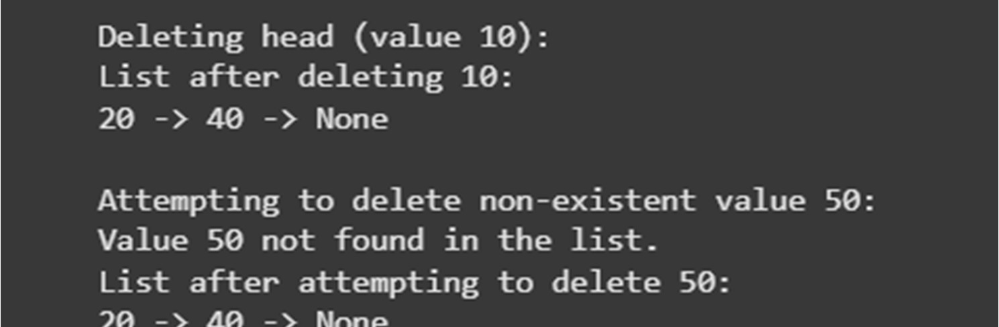 Deleting head (value 10):
List after deleting 10:
20 -> 40 -> None
Attempting to delete non-existent value 50:
Value 50 not found in the list.
List after attempting to delete 50:
20 -> 40 -> None